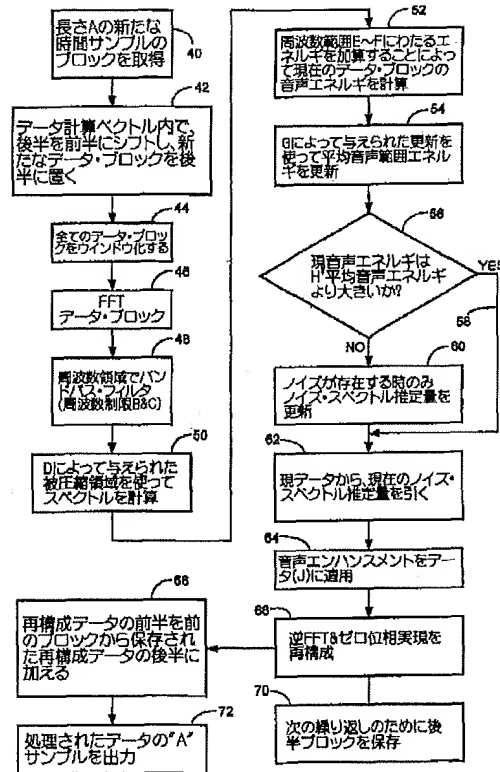 長さAの新たな
時間サンプルの
ブロックを取得
40
42
データ計算ベクトル内で、
後半を前半にシフトし、新
たなデータ・ブロックを後
半に置く
44
全てのデータ・ブロッ
クをウインドウ化する
46
FFT
データ・ブロック
48
周波数領域でバン
ドパス・フィルタ
(周波数制限B&C)
50
Dによって与えられた
被圧縮領域を使って
スペクトルを計算
52
周波数範囲E〜Fにわたるエ
ネルギを加算することによっ
て現在のデータ・ブロックの
音声エネルギを計算
54
Gによって与えられた更新を
使って平均音声範囲エネル
ギを更新
56
現音声エネルギは
H*平均音声エネルギ
より大きいか?
YES
58
NO
60
ノイズが存在する時のみ
ノイズ・スペクトル推定量を
更新
62
現データから、現在のノイズ・
スペクトル推定量を引く
64
音声エンハンスメントをデ
ータ(J)に適用
66
逆FFT&ゼロ位相実現を
再構成
68
再構成データの前半を前
のブロックから保存され
た再構成データの後半に
加える
70
次の繰り返しのために後
半ブロックを保存
72
処理されたデータの"A"
サンプルを出力